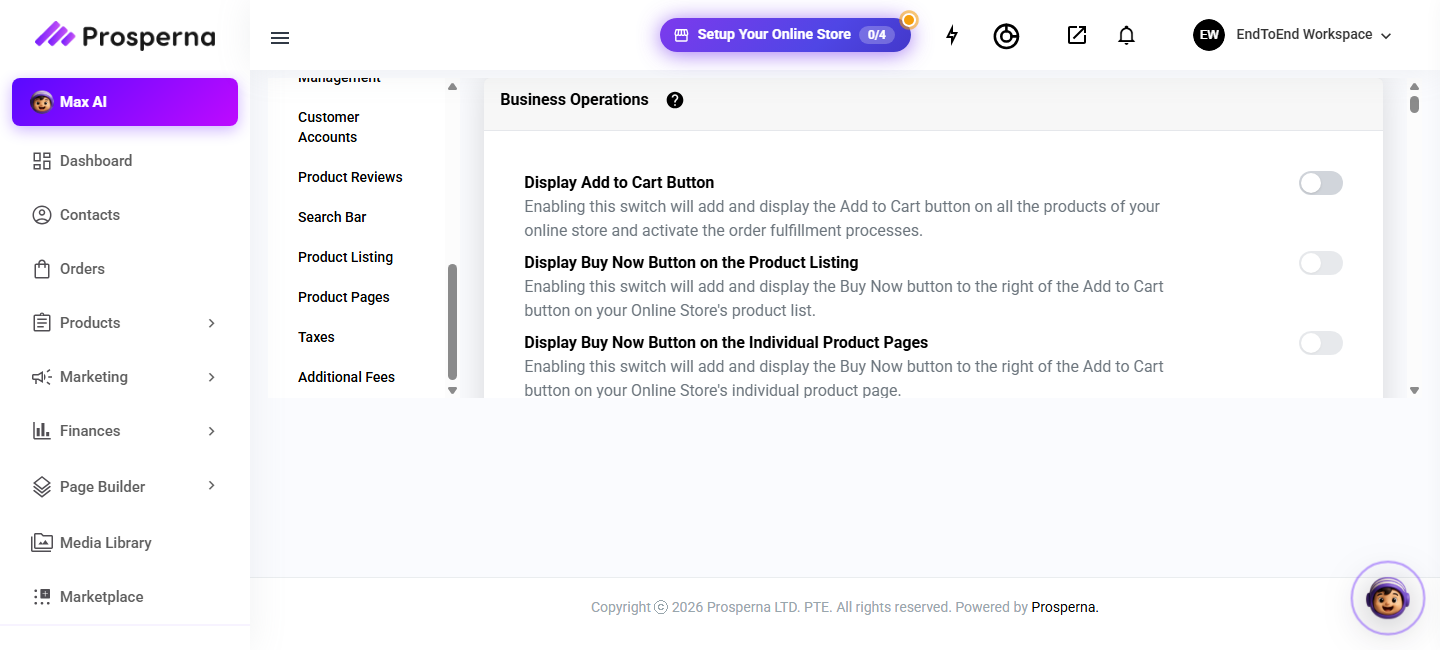 Prosperna
Setup Your Online Store 0/4
EW EndToEnd Workspace
Max AI
Dashboard
Contacts
Orders
Products
Marketing
Finances
Page Builder
Media Library
Marketplace
Management
Customer
Accounts
Product Reviews
Search Bar
Product Listing
Product Pages
Taxes
Additional Fees
Business Operations ?
Display Add to Cart Button
Enabling this switch will add and display the Add to Cart button on all the products of your
online store and activate the order fulfillment processes.
Display Buy Now Button on the Product Listing
Enabling this switch will add and display the Buy Now button to the right of the Add to Cart
button on your Online Store's product list.
Display Buy Now Button on the Individual Product Pages
Enabling this switch will add and display the Buy Now button to the right of the Add to Cart
button on your Online Store's individual product page.
Copyright © 2026 Prosperna LTD. PTE. All rights reserved. Powered by Prosperna.